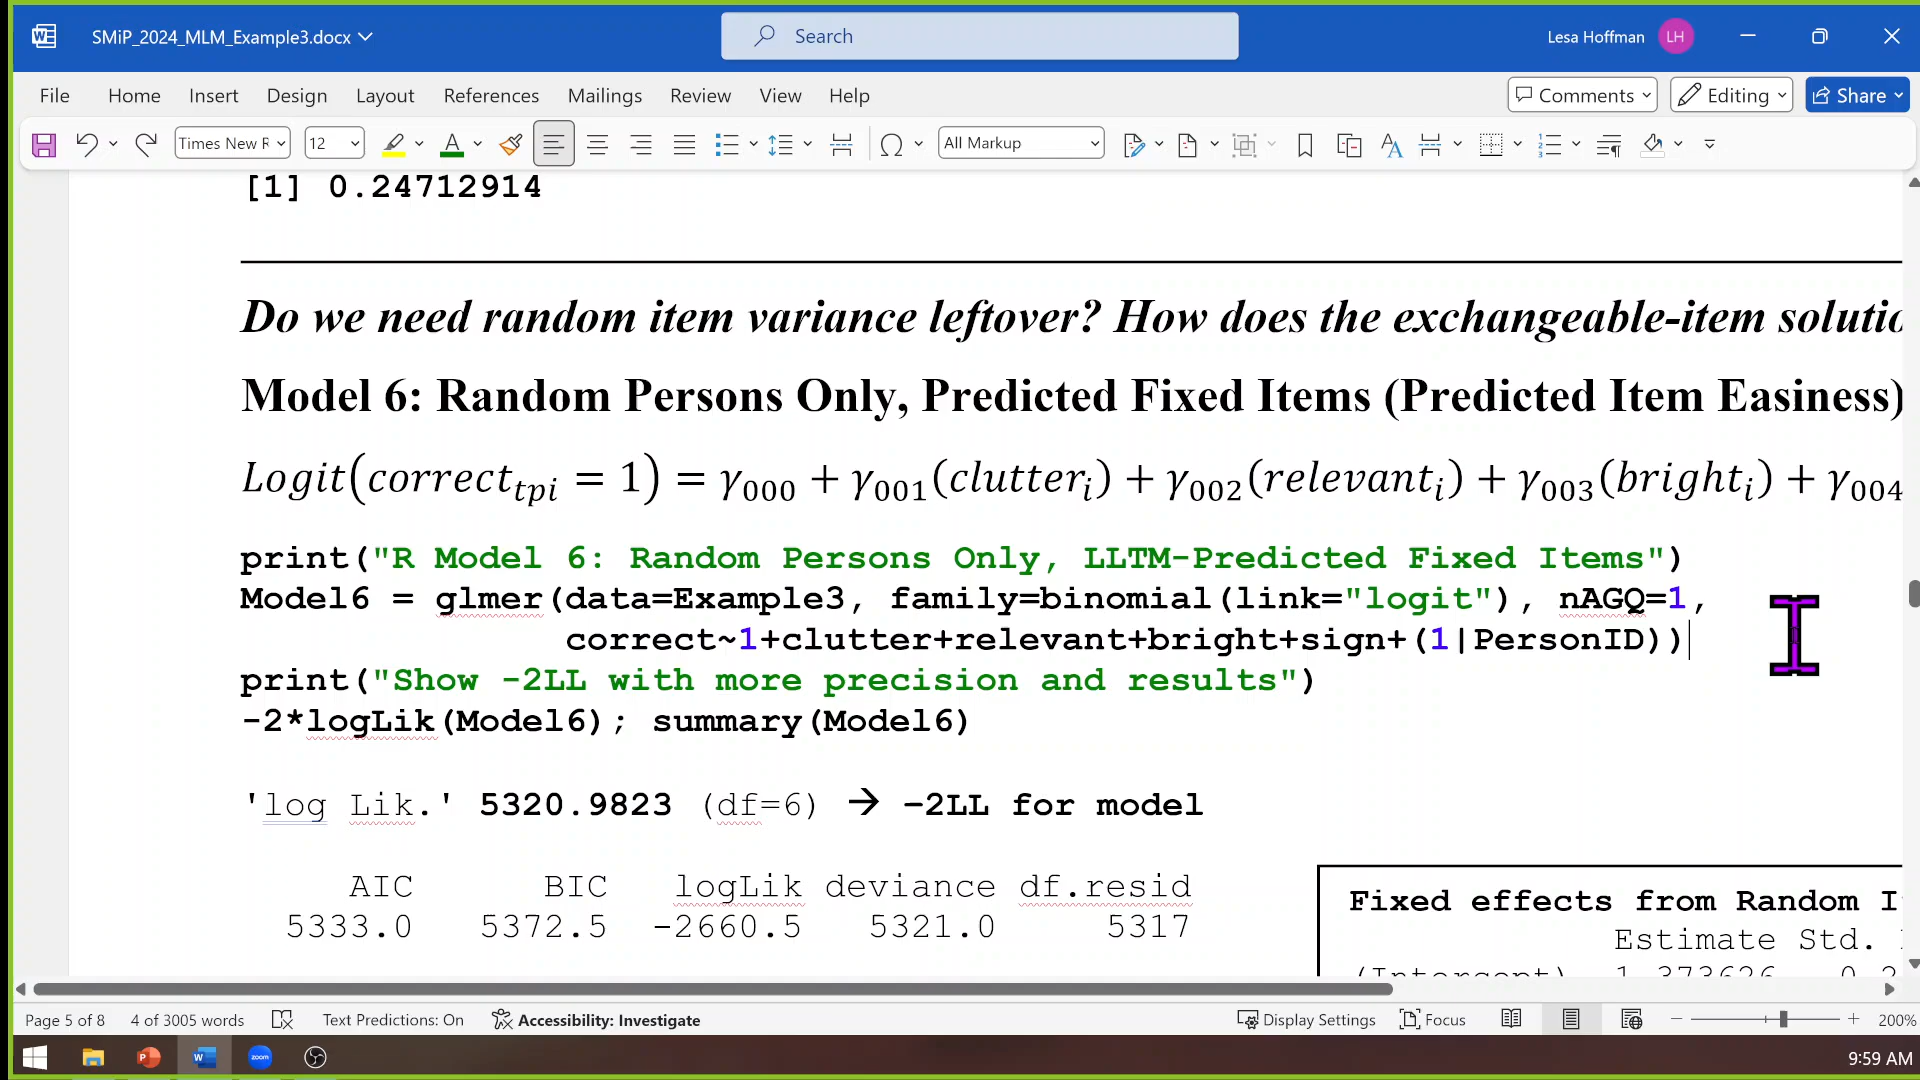 SMiP_2024_MLM_Example3.docx
Search
Lesa Hoffman
LH
File Home Insert Design Layout References Mailings Review View Help
Comments Editing Share
Times New R 12 All Markup
[1] 0.24712914
Do we need random item variance leftover? How does the exchangeable-item solutio
Model 6: Random Persons Only, Predicted Fixed Items (Predicted Item Easiness)
Logit(correct_tpi = 1) = γ000 + γ001(clutter_i) + γ002(relevant_i) + γ003(bright_i) + γ004
print("R Model 6: Random Persons Only, LLTM-Predicted Fixed Items")
Model6 = glmer(data=Example3, family=binomial(link="logit"), nAGQ=1,
correct~1+clutter+relevant+bright+sign+(1|PersonID))
print("Show -2LL with more precision and results")
-2*logLik(Model6); summary(Model6)
'log Lik.' 5320.9823 (df=6) → −2LL for model
AIC BIC logLik deviance df.resid
5333.0 5372.5 -2660.5 5321.0 5317
Fixed effects from Random I
Estimate Std.
(Intercept) 1.373626 0.2
Page 5 of 8 4 of 3005 words Text Predictions: On Accessibility: Investigate Display Settings Focus 200%
zoom
9:59 AM